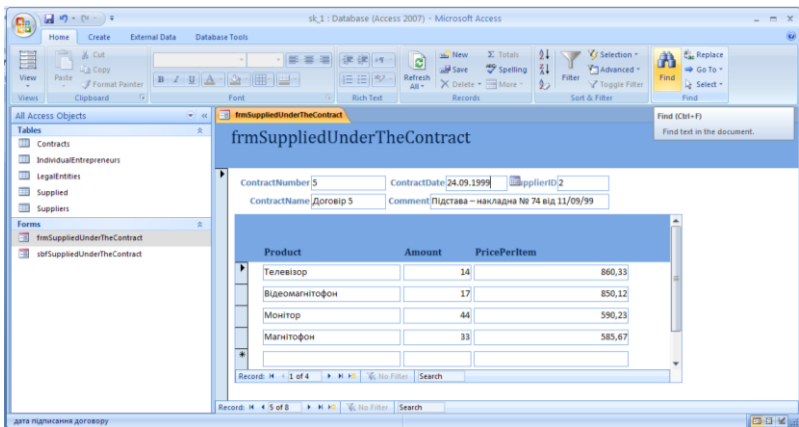 sk_1 : Database (Access 2007) - Microsoft Access
Home Create External Data Database Tools
View
Views
Paste
Cut
Copy
Format Painter
Clipboard
B I U
Font
Rich Text
Refresh All
New
Save
Delete
Totals
Spelling
More
Records
Filter
Selection
Advanced
Toggle Filter
Sort & Filter
Find
Replace
Go To
Select
Find
Find (Ctrl+F)
Find text in the document.
All Access Objects
Tables
Contracts
IndividualEntrepreneurs
LegalEntities
Supplied
Suppliers
Forms
frmSuppliedUnderTheContract
sbfSuppliedUnderTheContract
frmSuppliedUnderTheContract
frmSuppliedUnderTheContract
ContractNumber 5 ContractDate 24.09.1999 upplierID 2
ContractName Договір 5 Comment Підстава – накладна № 74 від 11/09/99
Product Amount PricePerItem
Телевізор 14 860,33
Відеомагнітофон 17 850,12
Монітор 44 590,23
Магнітофон 33 585,67
Record: 1 of 4 No Filter Search
Record: 5 of 8 No Filter Search
дата підписання договору